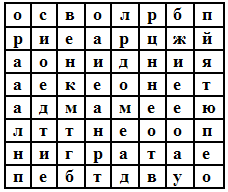 о с в о л р б п
р и е а р ц ж й
а о н и д н и я
а е к е о н е т
а д м а м е е ю
л т т н е о о п
н и г р а т а е
п е б т д в у о